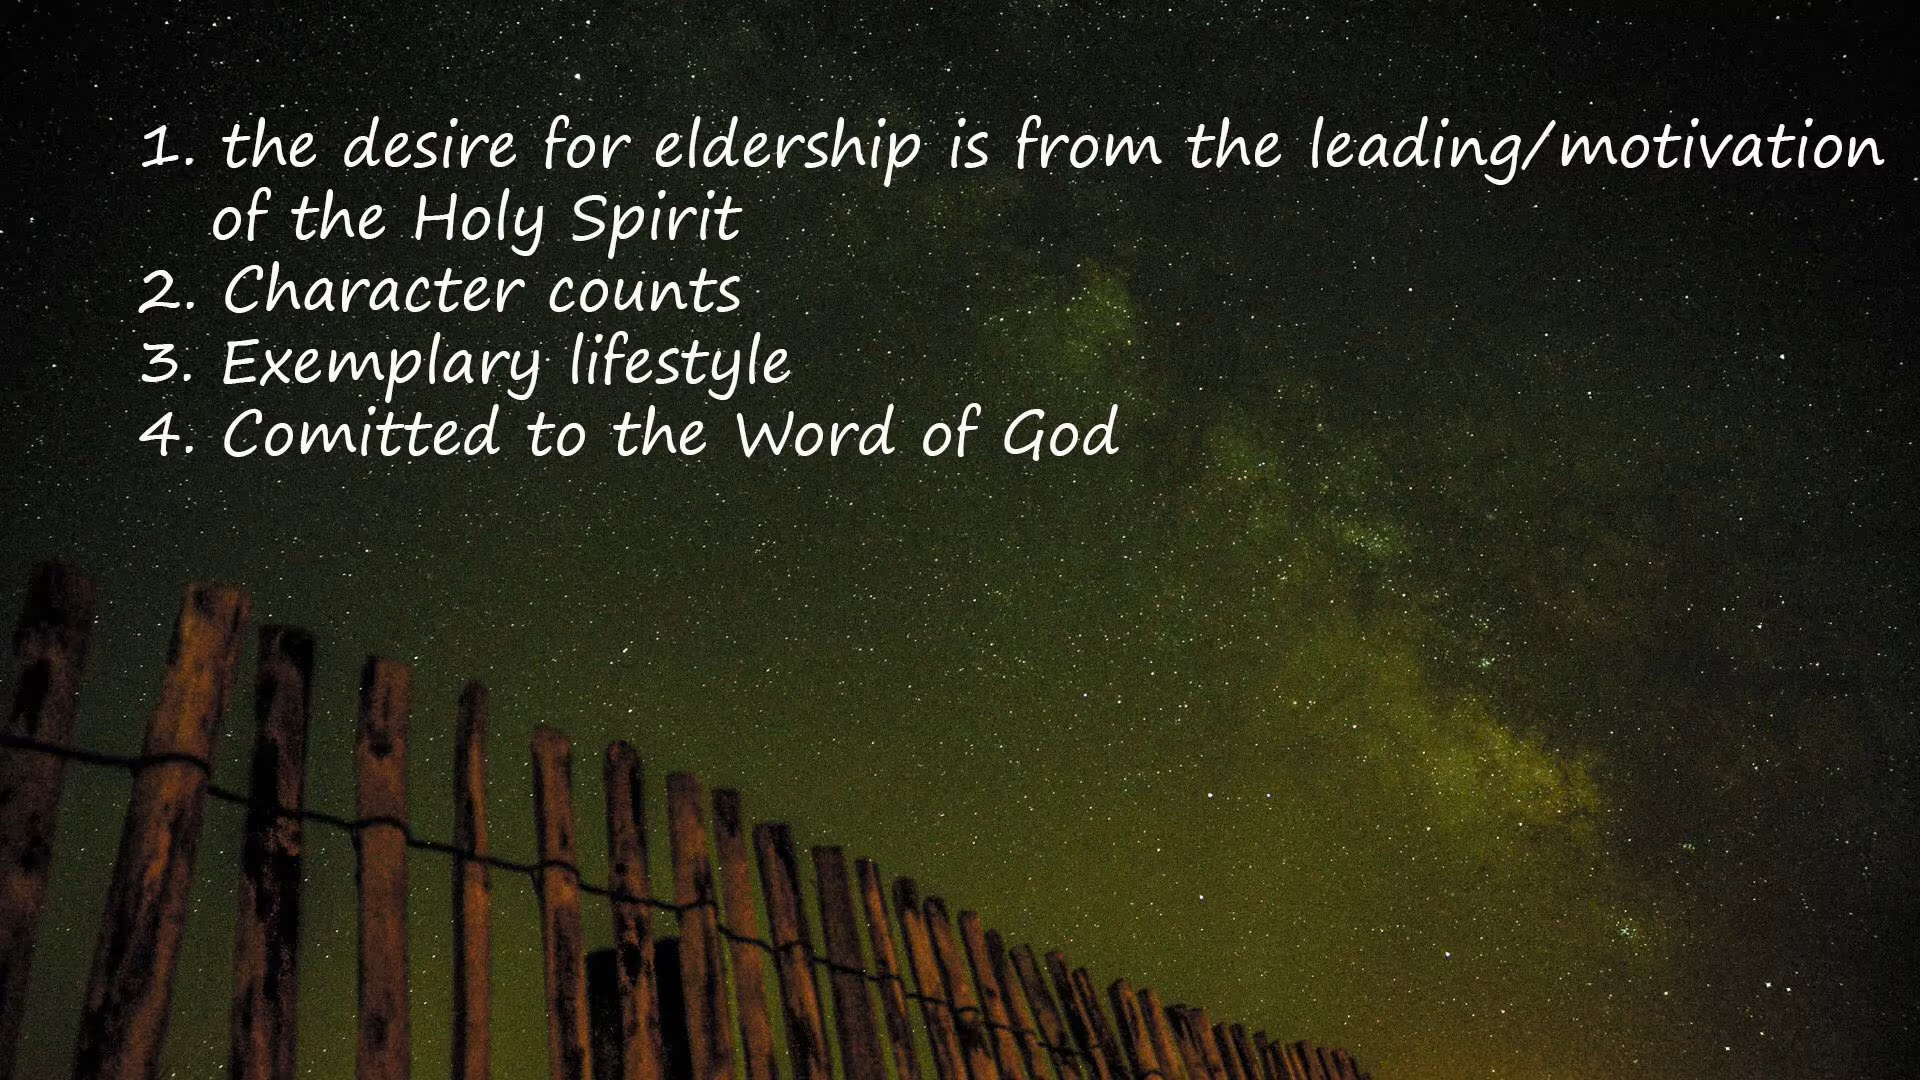 1. the desire for eldership is from the leading/motivation
of the Holy Spirit
2. Character counts
3. Exemplary lifestyle
4. Comitted to the Word of God